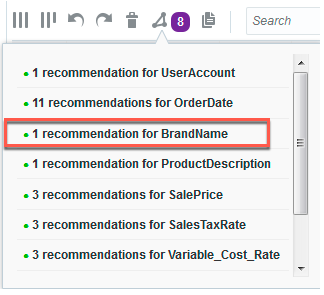 8
Search
1 recommendation for UserAccount
11 recommendations for OrderDate
1 recommendation for BrandName
1 recommendation for ProductDescription
3 recommendations for SalePrice
3 recommendations for SalesTaxRate
3 recommendations for Variable_Cost_Rate